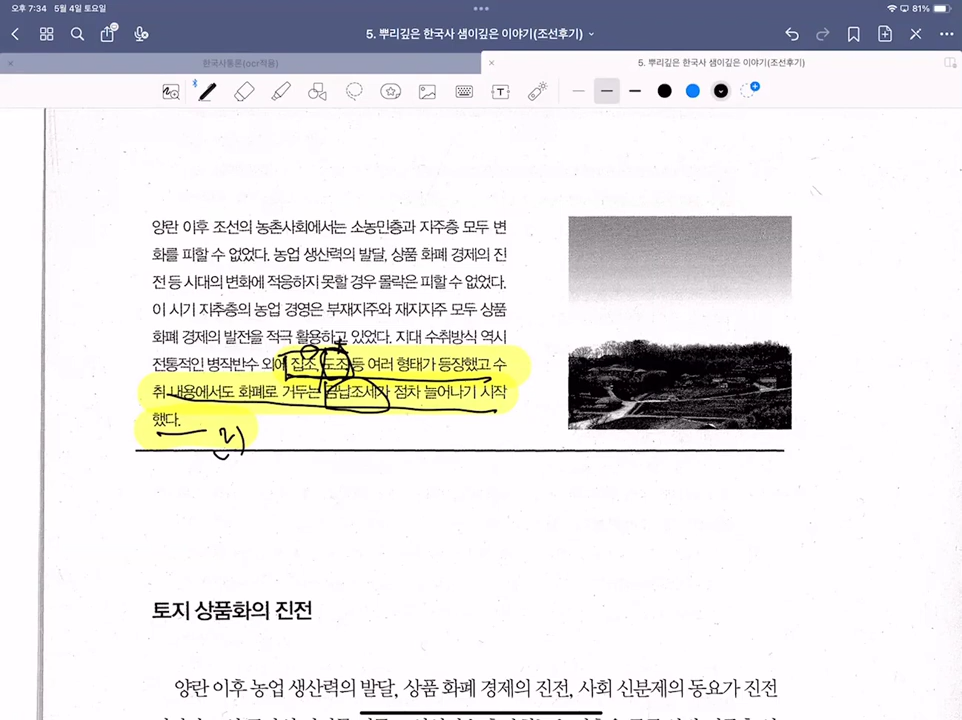 오후 7:34 5월 4일 토요일
81%
5. 뿌리깊은 한국사 샘이깊은 이야기(조선후기)
한국사통론(ocr적용)
5. 뿌리깊은 한국사 샘이깊은 이야기(조선후기)
양란 이후 조선의 농촌사회에서는 소농민층과 지주층 모두 변
화를 피할 수 없었다. 농업 생산력의 발달, 상품 화폐 경제의 진
전 등 시대의 변화에 적응하지 못할 경우 몰락은 피할 수 없었다.
이 시기 지주층의 농업 경영은 부재지주와 재지지주 모두 상품
화폐 경제의 발전을 적극 활용하고 있었다. 지대 수취방식 역시
전통적인 병작반수 외에 집조, 도조 등 여러 형태가 등장했고 수
취 내용에서도 화폐로 거두는 금납조세가 점차 늘어나기 시작
했다.
토지 상품화의 진전
양란 이후 농업 생산력의 발달, 상품 화폐 경제의 진전, 사회 신분제의 동요가 진전